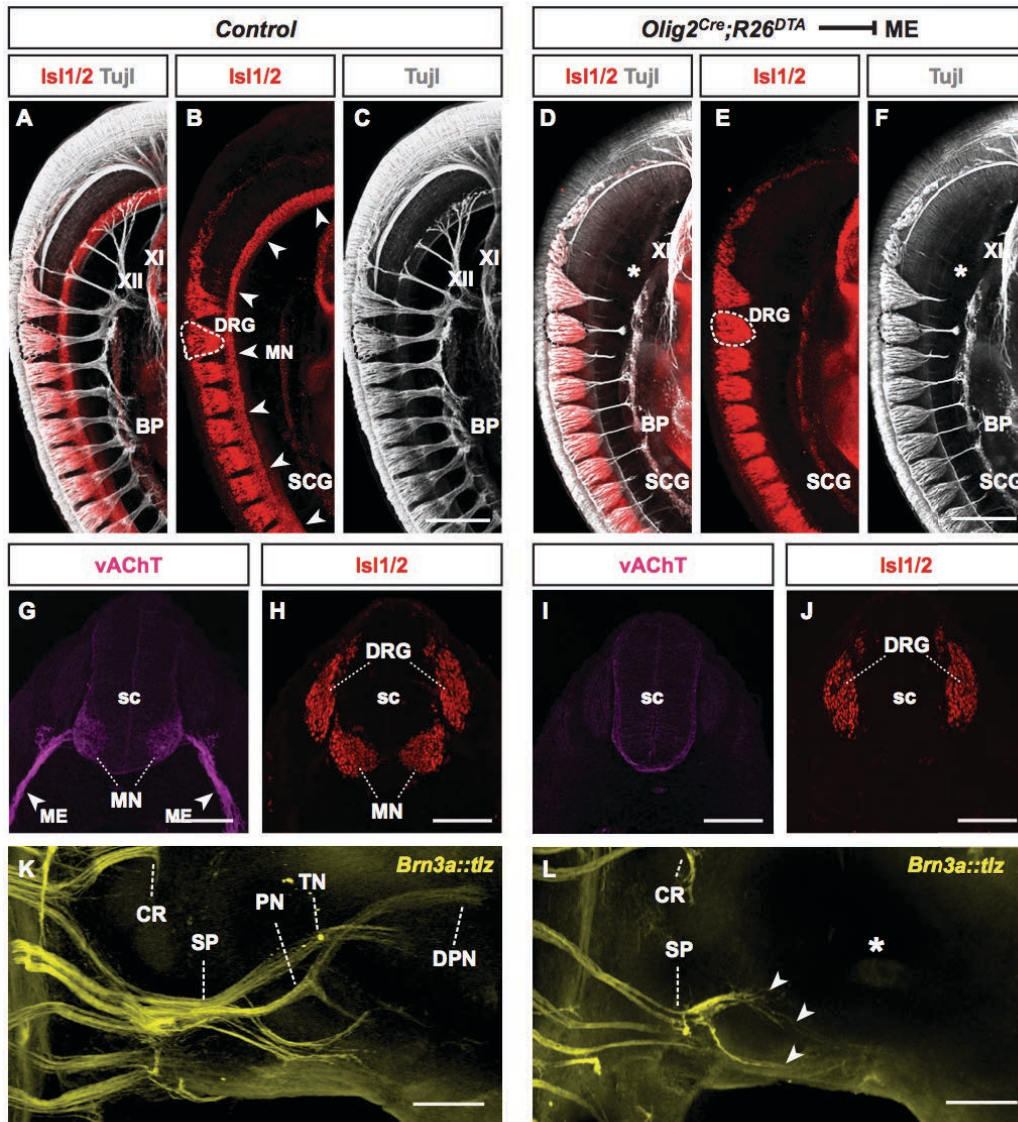 Control
Olig2Cre;R26DTA ME
Isl1/2 TujI
Isl1/2
TujI
Isl1/2 TujI
Isl1/2
TujI
A
XI
XII
BP
B
DRG
MN
SCG
C
XI
XII
BP
D
XI
*
BP
SCG
E
DRG
SCG
F
XI
*
BP
SCG
vAChT
Isl1/2
vAChT
Isl1/2
G
sc
MN
ME
ME
H
DRG
sc
MN
I
sc
J
DRG
sc
K
Brn3a::tlz
CR
SP
PN
TN
DPN
L
Brn3a::tlz
CR
SP
*